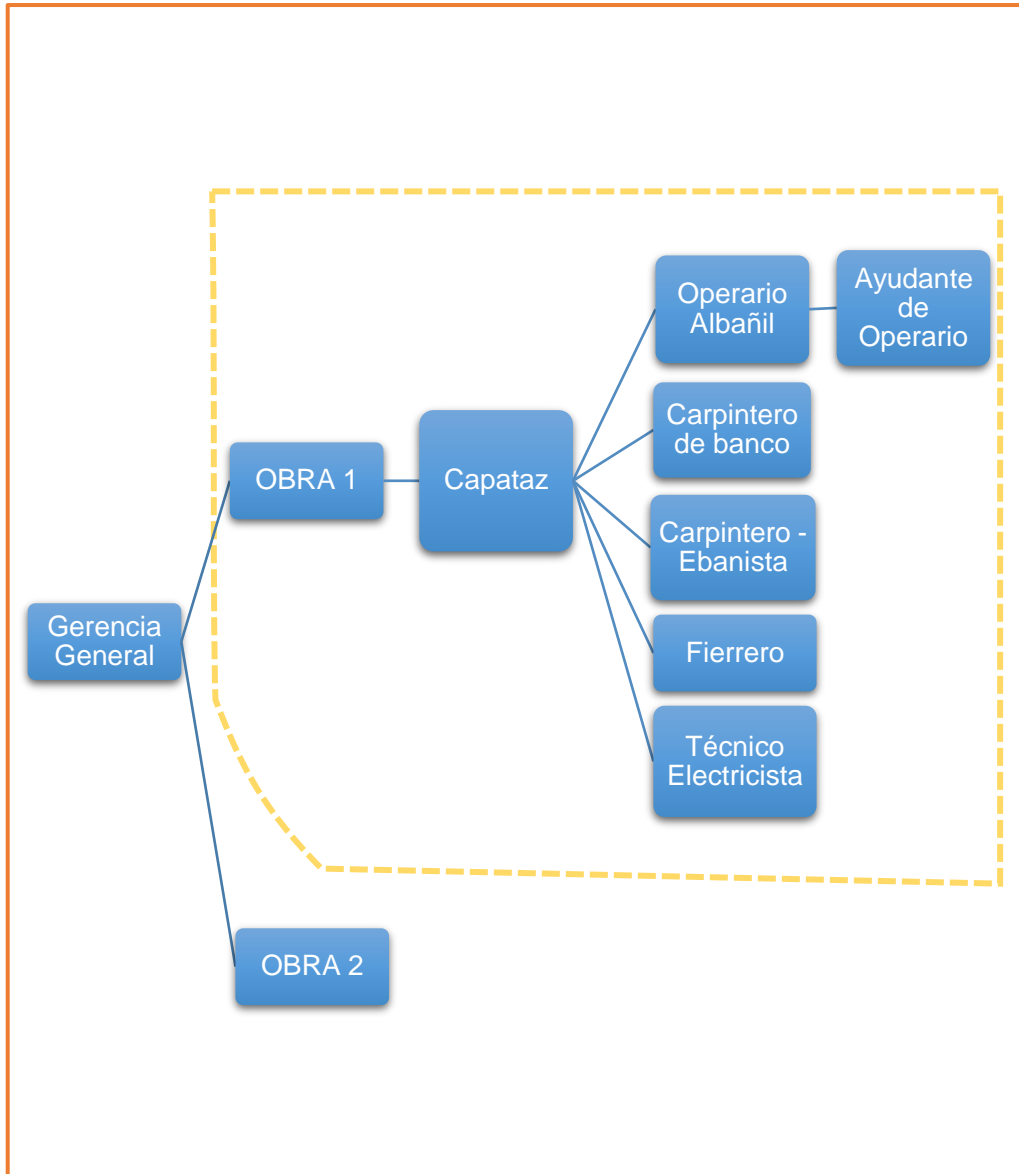 Operario
Albañil
Ayudante
de
Operario
Carpintero
de banco
OBRA 1
Capataz
Carpintero -
Ebanista
Gerencia
General
Fierrero
Técnico
Electricista
OBRA 2